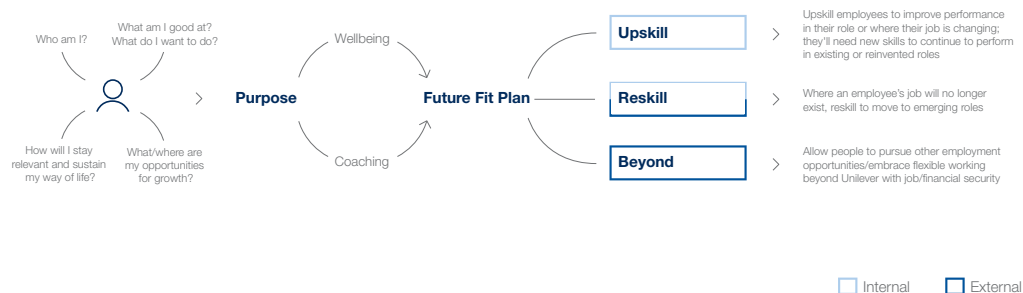 Who am I?
What am I good at?
What do I want to do?
How will I stay
relevant and sustain
my way of life?
What/where are
my opportunities
for growth?
Purpose
Wellbeing
Coaching
Future Fit Plan
Upskill
Upskill employees to improve performance
in their role or where their job is changing;
they'll need new skills to continue to perform
in existing or reinvented roles
Reskill
Where an employee's job will no longer
exist, reskill to move to emerging roles
Beyond
Allow people to pursue other employment
opportunities/embrace flexible working
beyond Unilever with job/financial security
Internal
External